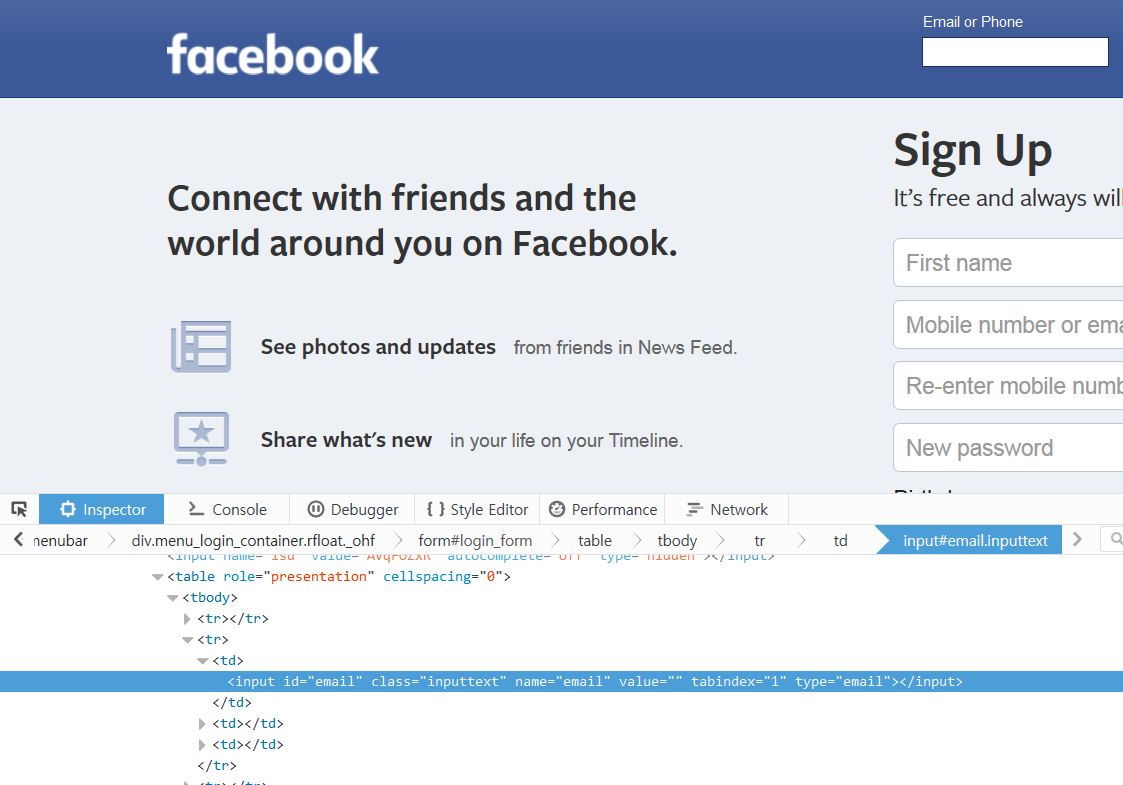 facebook
Email or Phone
Sign Up
It's free and always wil
Connect with friends and the
world around you on Facebook.
First name
Mobile number or ema
Re-enter mobile numb
New password
See photos and updates from friends in News Feed.
Share what's new in your life on your Timeline.
Inspector Console Debugger { } Style Editor Performance Network
nenubar div.menu_login_container.rfloat._ohf form#login_form table tbody tr td input#email.inputtext
<table role="presentation" cellspacing="0">
<tbody>
<tr></tr>
<tr>
<td>
<input id="email" class="inputtext" name="email" value="" tabindex="1" type="email"></input>
</td>
<td></td>
<td></td>
</tr>